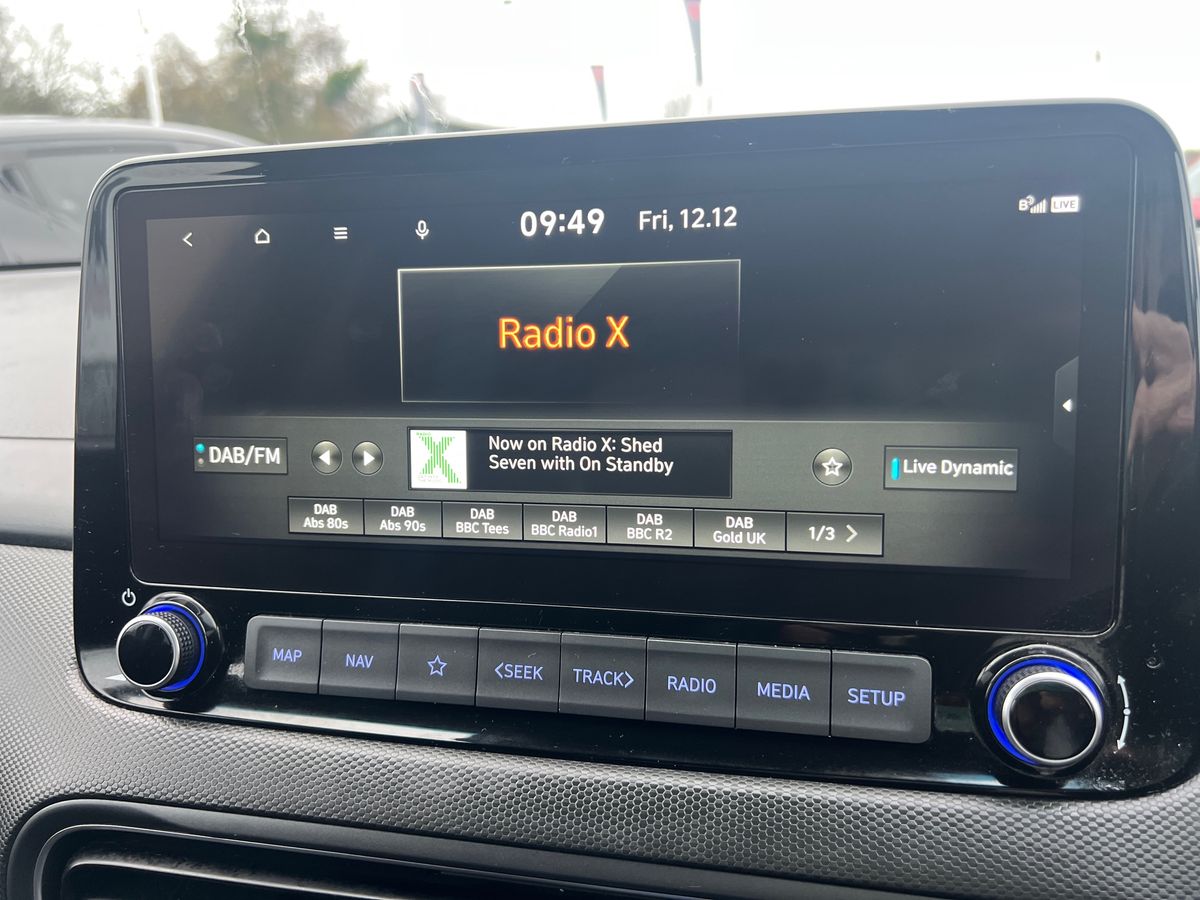 09:49 Fri, 12.12
LIVE
Radio X
DAB/FM
X
Now on Radio X: Shed
Seven with On Standby
Live Dynamic
DAB
Abs 80s
DAB
Abs 90s
DAB
BBC Tees
DAB
BBC Radio1
DAB
BBC R2
DAB
Gold UK
1/3 >
MAP
NAV
<SEEK
TRACK>
RADIO
MEDIA
SETUP